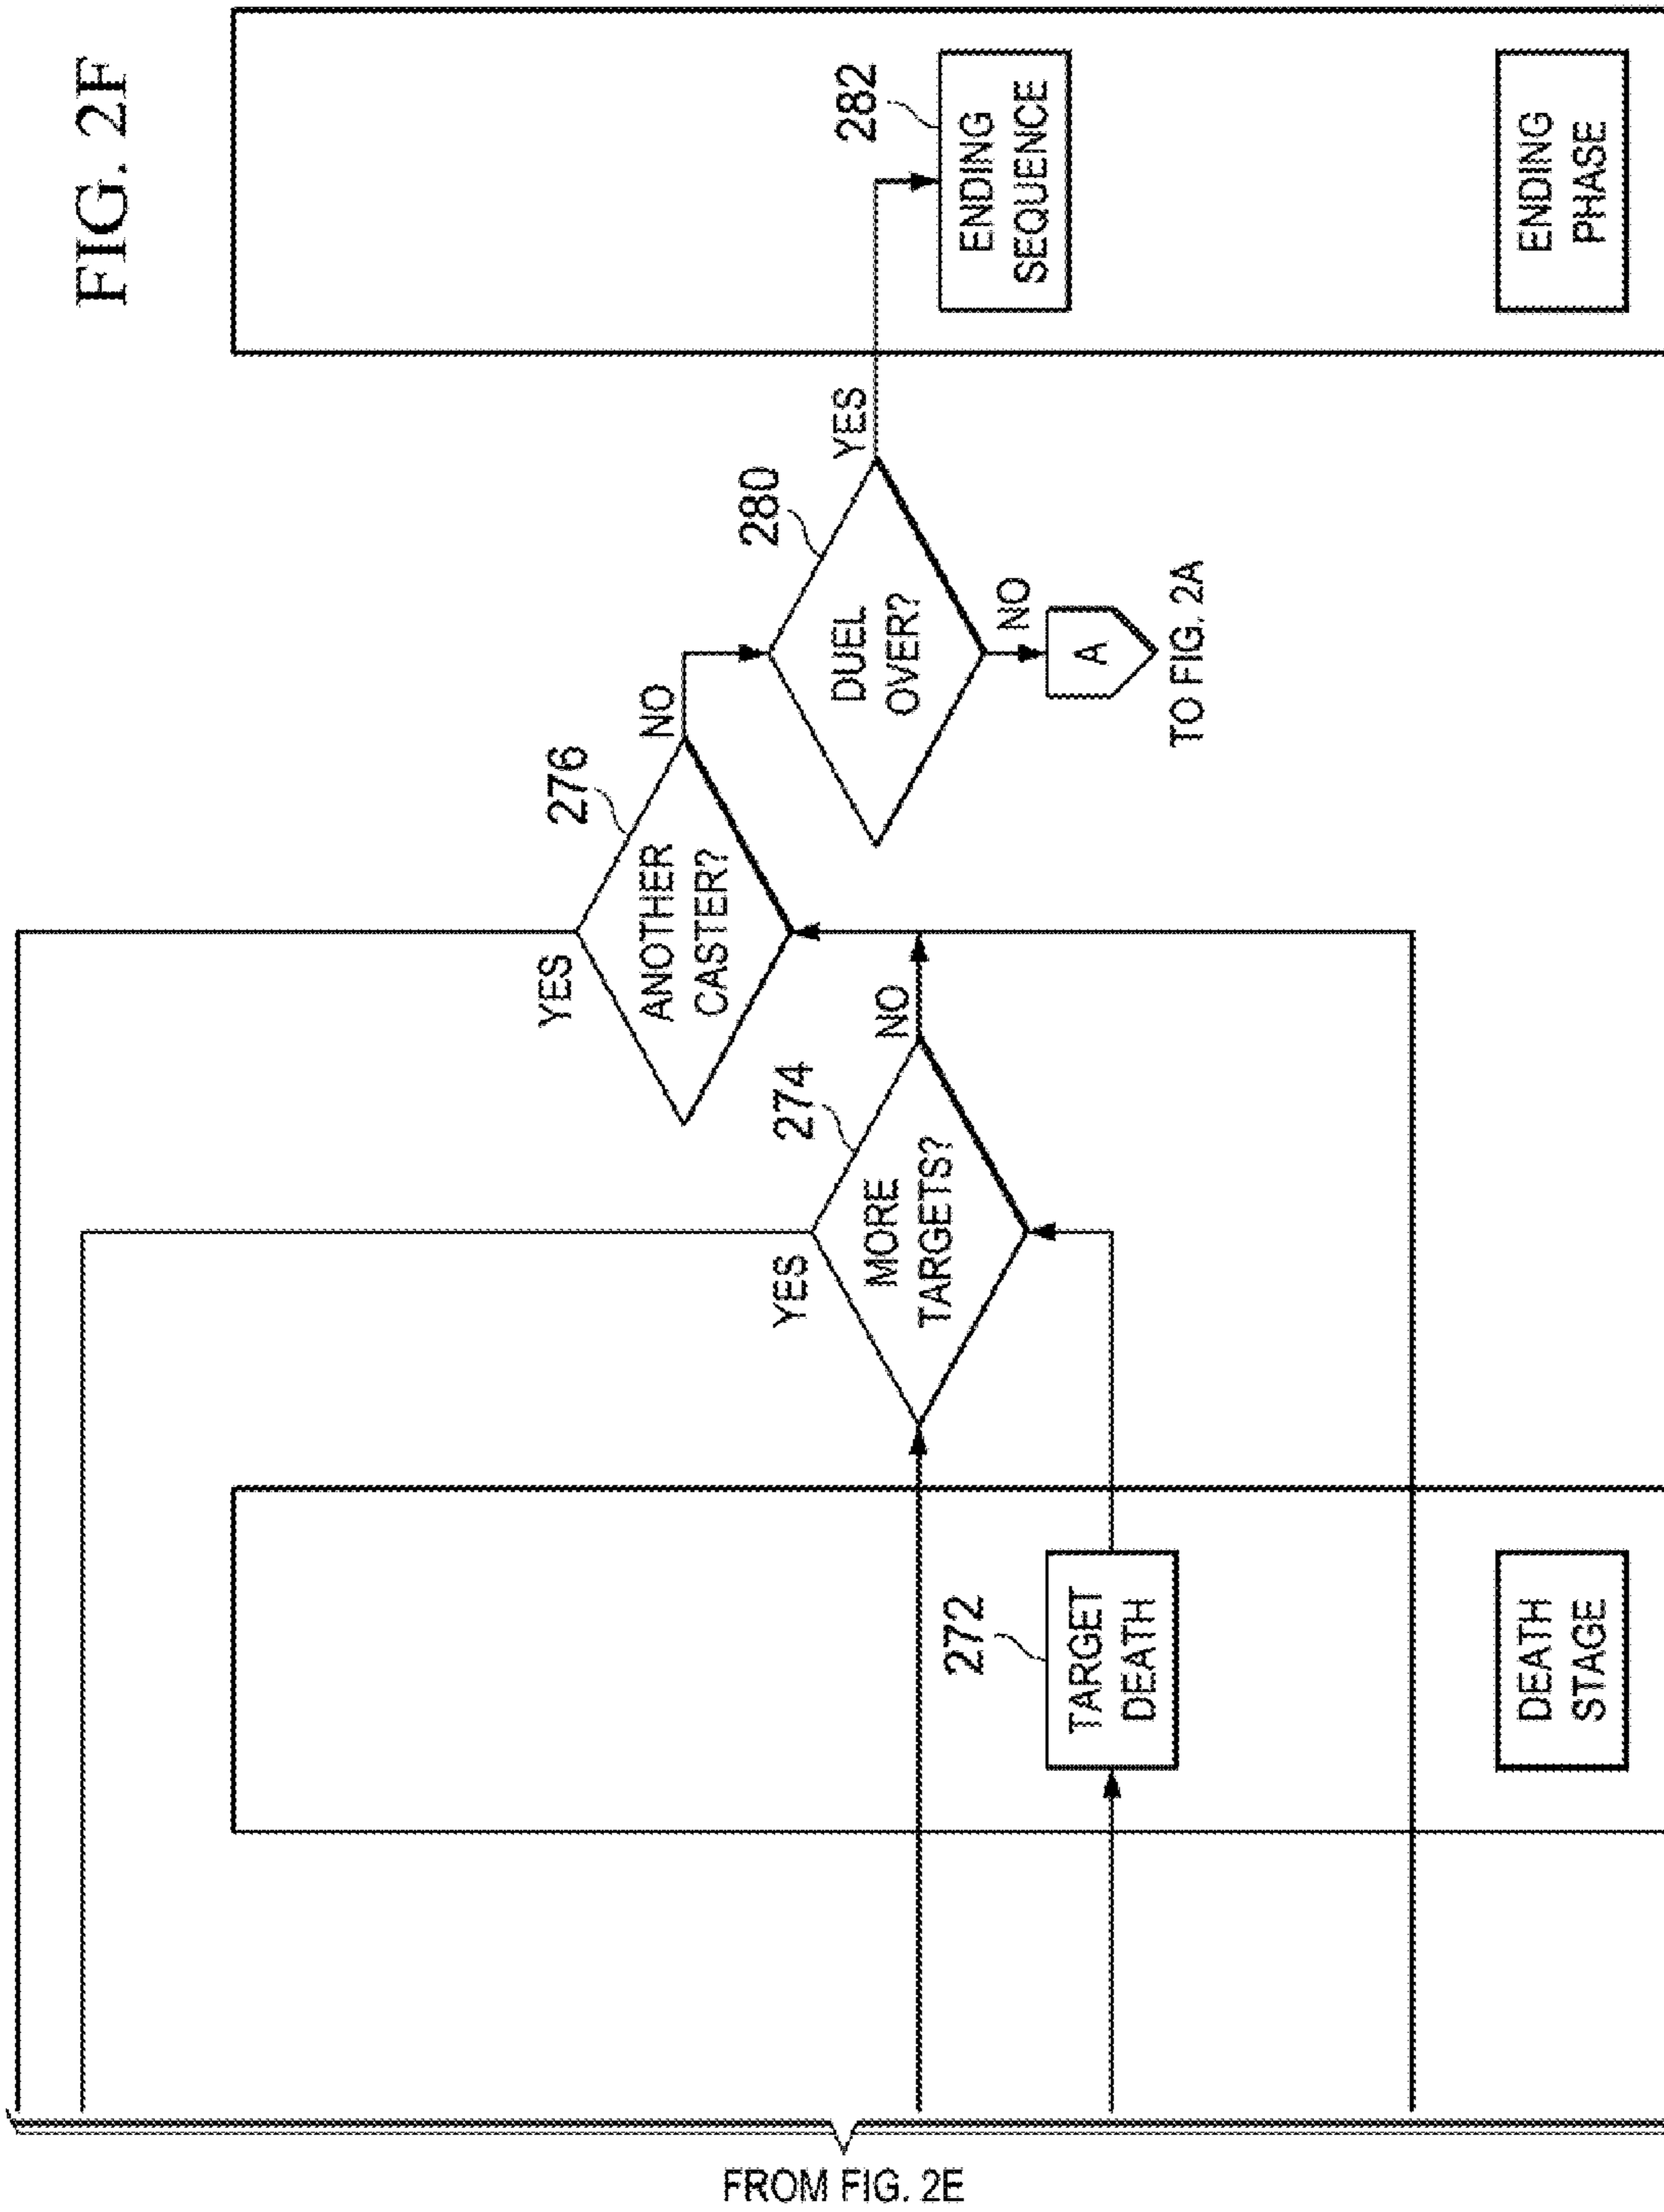 FIG. 2F
FROM FIG. 2E
272
TARGET
DEATH
DEATH
STAGE
YES
274
MORE
TARGETS?
NO
YES
276
ANOTHER
CASTER?
NO
280
DUEL
OVER?
YES
NO
A
TO FIG. 2A
282
ENDING
SEQUENCE
ENDING
PHASE